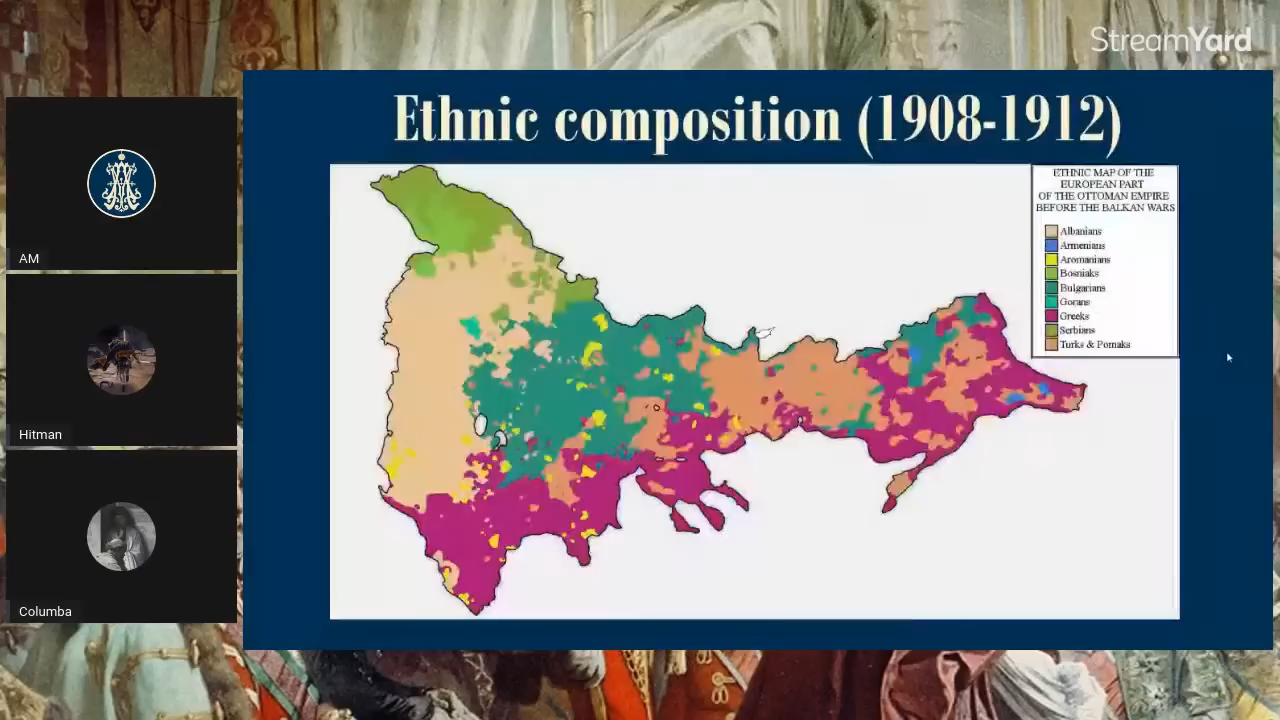 StreamYard
Ethnic composition (1908-1912)
ETHNIC MAP OF THE
EUROPEAN PART
OF THE OTTOMAN EMPIRE
BEFORE THE BALKAN WARS
Albanians
Armenians
Aromanians
Bosniaks
Bulgarians
Gorans
Greeks
Serbians
Turks & Pomaks
AM
Hitman
Columba